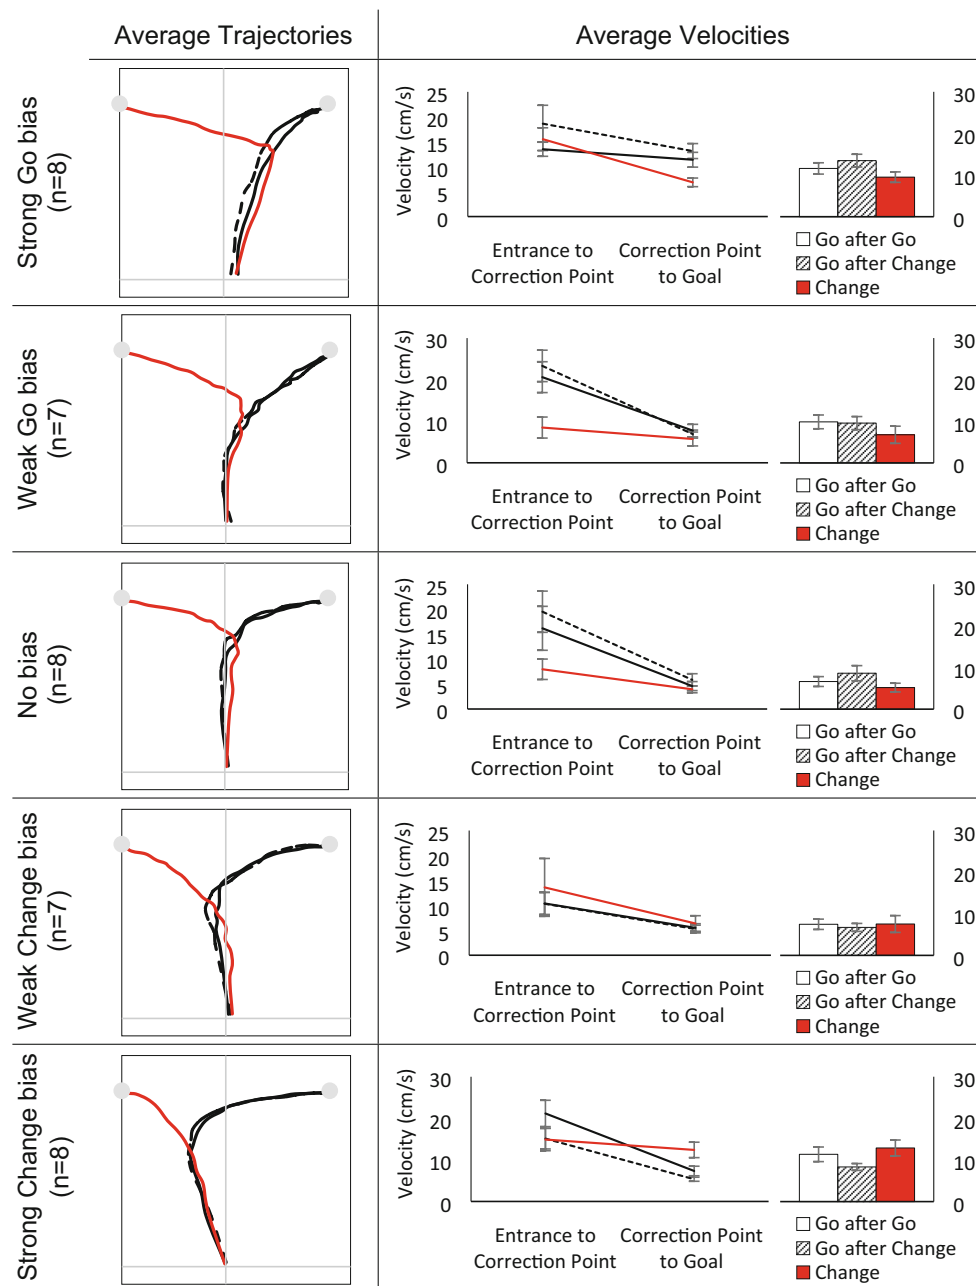 Average Trajectories
Average Velocities
Strong Go bias
(n=8)
Velocity (cm/s)
25
20
15
10
5
0
Entrance to
Correction Point
Correction Point
to Goal
30
20
10
0
Go after Go
Go after Change
Change
Weak Go bias
(n=7)
Velocity (cm/s)
30
20
10
0
Entrance to
Correction Point
Correction Point
to Goal
30
20
10
0
Go after Go
Go after Change
Change
No bias
(n=8)
Velocity (cm/s)
25
20
15
10
5
0
Entrance to
Correction Point
Correction Point
to Goal
30
20
10
0
Go after Go
Go after Change
Change
Weak Change bias
(n=7)
Velocity (cm/s)
25
20
15
10
5
0
Entrance to
Correction Point
Correction Point
to Goal
30
20
10
0
Go after Go
Go after Change
Change
Strong Change bias
(n=8)
Velocity (cm/s)
30
20
10
0
Entrance to
Correction Point
Correction Point
to Goal
30
20
10
0
Go after Go
Go after Change
Change